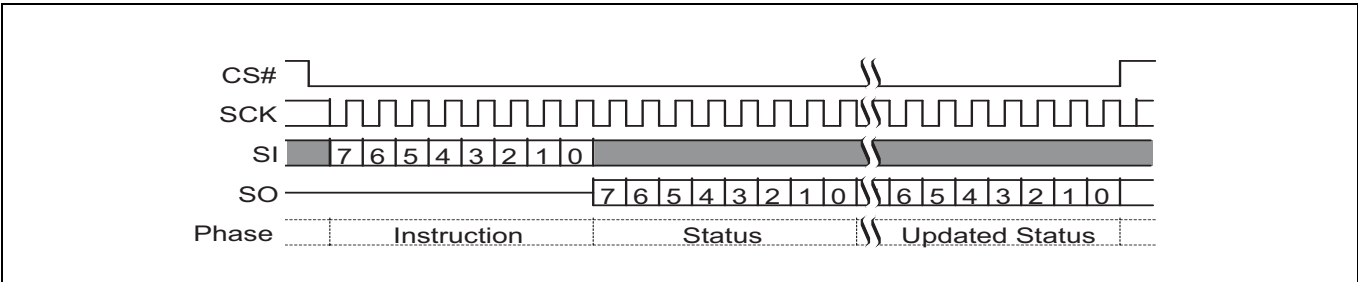 CS#
SCK
SI 7 6 5 4 3 2 1 0
SO 7 6 5 4 3 2 1 0 6 5 4 3 2 1 0
Phase Instruction Status Updated Status